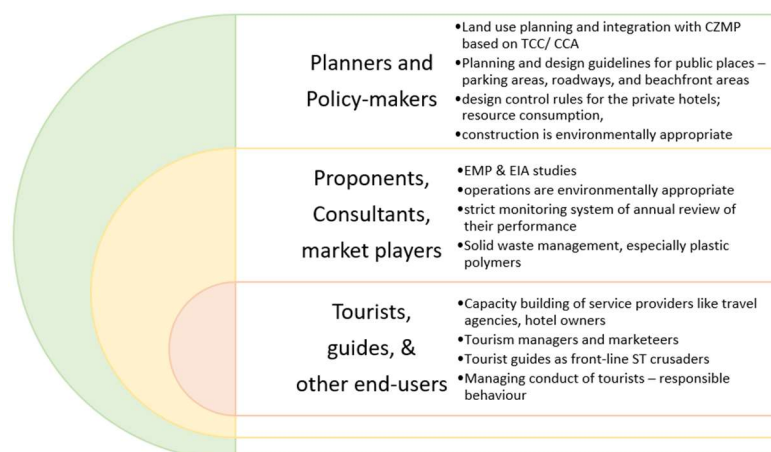 Planners and
Policy-makers
•Land use planning and integration with CZMP
based on TCC/ CCA
•Planning and design guidelines for public places –
parking areas, roadways, and beachfront areas
•design control rules for the private hotels;
resource consumption,
•construction is environmentally appropriate
Proponents,
Consultants,
market players
•EMP & EIA studies
•operations are environmentally appropriate
•strict monitoring system of annual review of
their performance
•Solid waste management, especially plastic
polymers
Tourists,
guides, &
other end-users
•Capacity building of service providers like travel
agencies, hotel owners
•Tourism managers and marketeers
•Tourist guides as front-line ST crusaders
•Managing conduct of tourists – responsible
behaviour